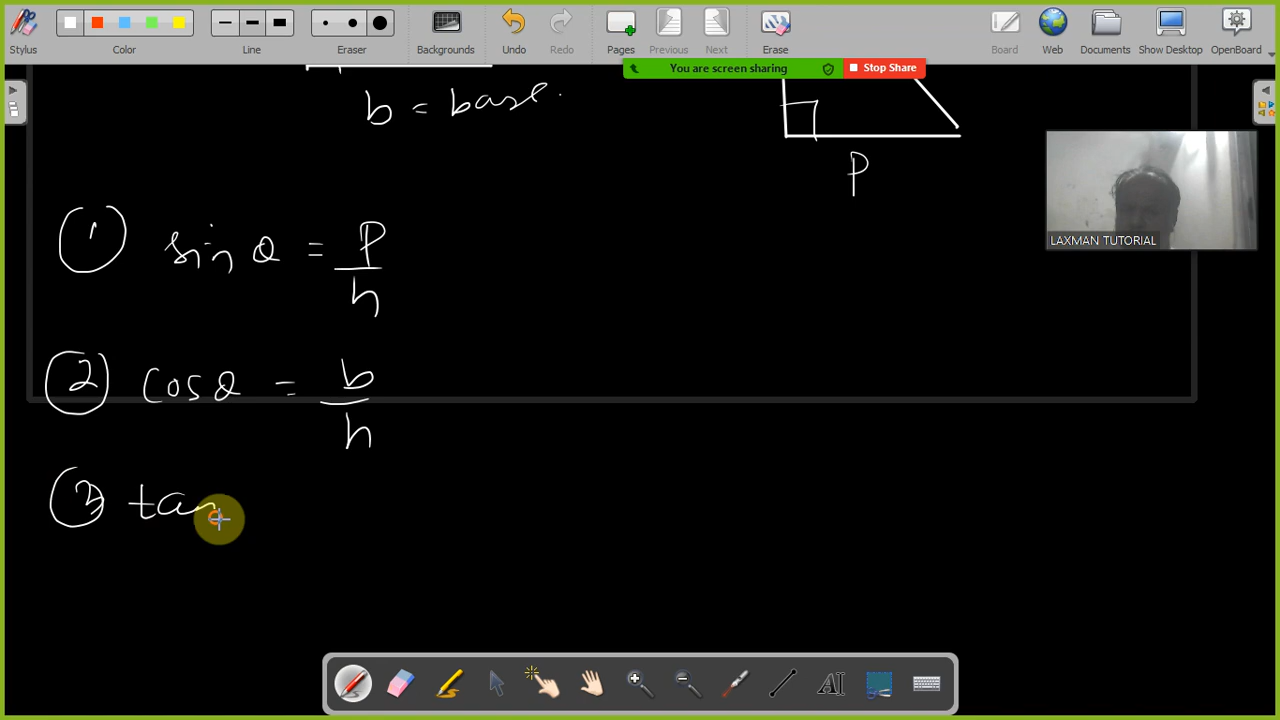 Stylus Color Line Eraser Backgrounds Undo Redo Pages Previous Next Erase Board Web Documents Show Desktop OpenBoard
You are screen sharing Stop Share
b = base.
P
LAXMAN TUTORIAL
① sin θ = P/h
② cos θ = b/h
③ tan